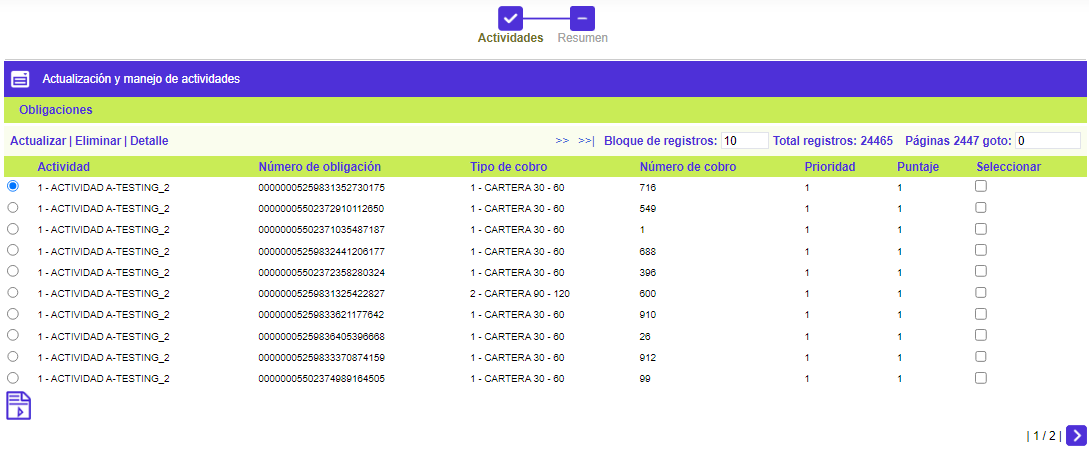 Actividades Resumen
Actualización y manejo de actividades
Obligaciones
Actualizar | Eliminar | Detalle >> >>| Bloque de registros: 10 Total registros: 24465 Páginas 2447 goto: 0
Actividad Número de obligación Tipo de cobro Número de cobro Prioridad Puntaje Seleccionar
1 - ACTIVIDAD A-TESTING_2 00000005259831352730175 1 - CARTERA 30 - 60 716 1 1
1 - ACTIVIDAD A-TESTING_2 00000005502372910112650 1 - CARTERA 30 - 60 549 1 1
1 - ACTIVIDAD A-TESTING_2 00000005502371035487187 1 - CARTERA 30 - 60 1 1 1
1 - ACTIVIDAD A-TESTING_2 00000005259832441206177 1 - CARTERA 30 - 60 688 1 1
1 - ACTIVIDAD A-TESTING_2 00000005502372358280324 1 - CARTERA 30 - 60 396 1 1
1 - ACTIVIDAD A-TESTING_2 00000005259831325422827 2 - CARTERA 90 - 120 600 1 1
1 - ACTIVIDAD A-TESTING_2 00000005259833621177642 1 - CARTERA 30 - 60 910 1 1
1 - ACTIVIDAD A-TESTING_2 00000005259836405396668 1 - CARTERA 30 - 60 26 1 1
1 - ACTIVIDAD A-TESTING_2 00000005259833370874159 1 - CARTERA 30 - 60 912 1 1
1 - ACTIVIDAD A-TESTING_2 00000005502374989164505 1 - CARTERA 30 - 60 99 1 1
| 1 / 2 |